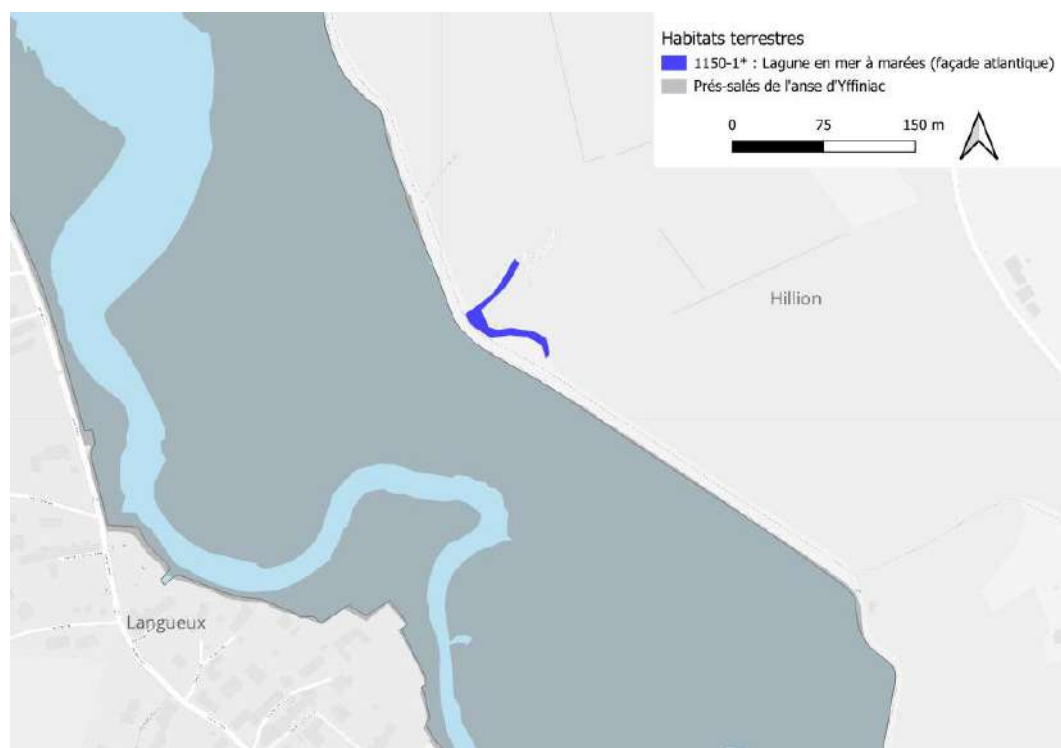 Habitats terrestres
1150-1* : Lagune en mer à marées (façade atlantique)
Prés-salés de l'anse d'Yffiniac
0 75 150 m
Hillion
Langueux